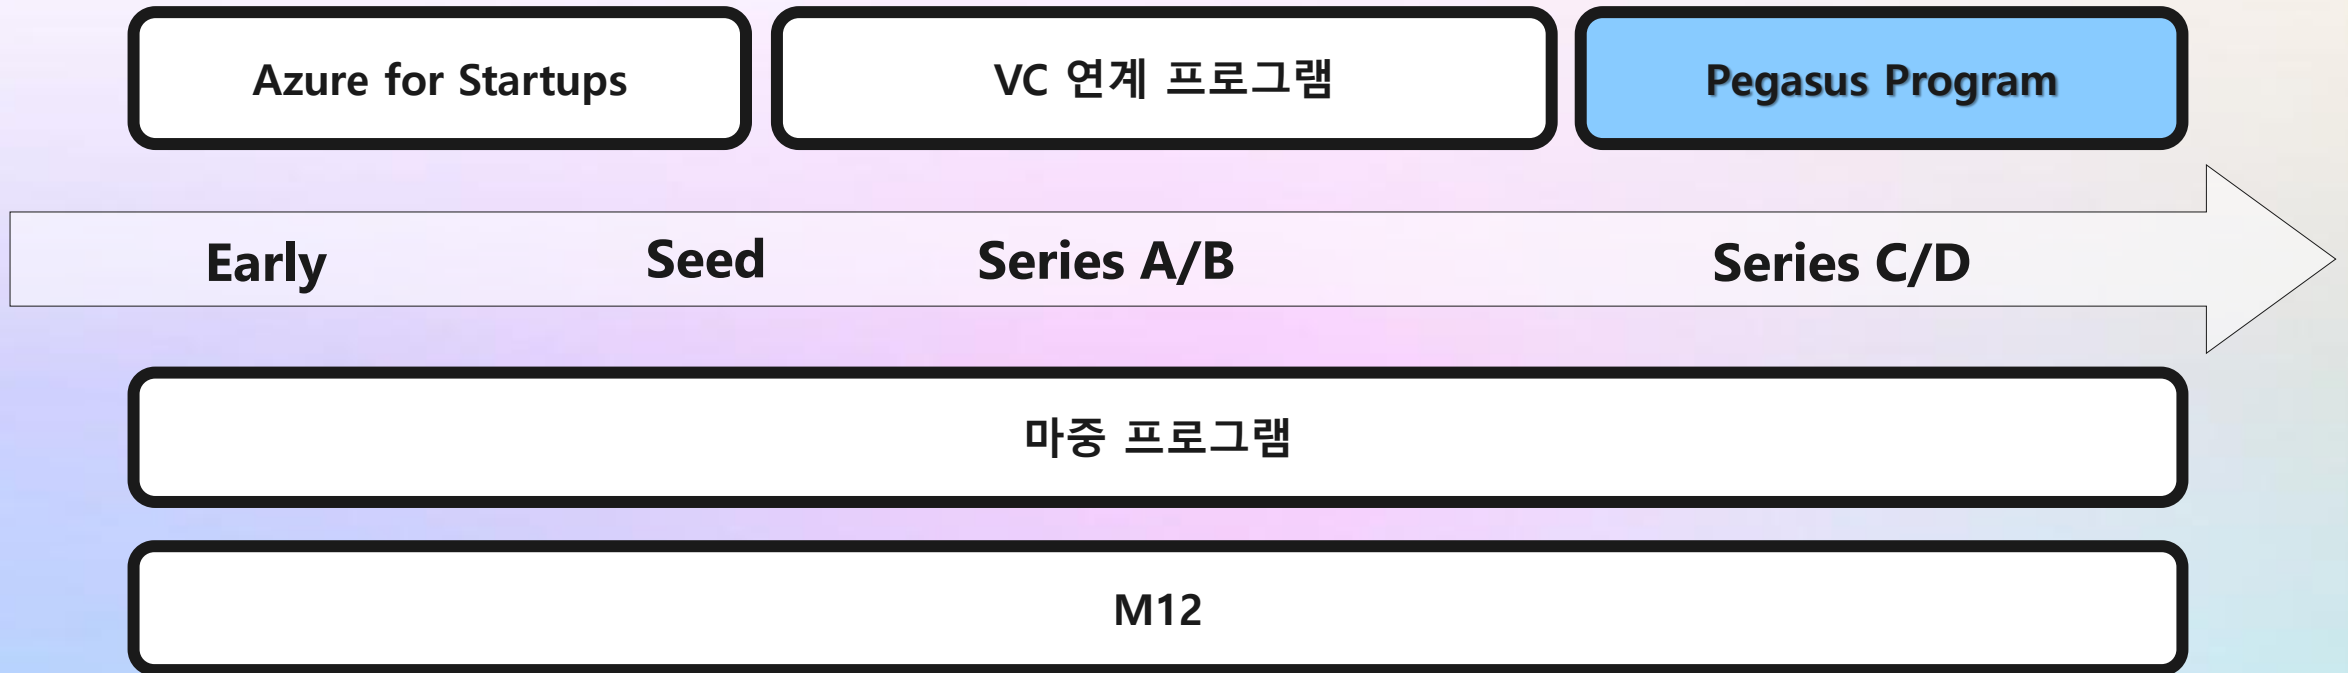 Azure for Startups
VC 연계 프로그램
Pegasus Program
Early
Seed
Series A/B
Series C/D
마중 프로그램
M12